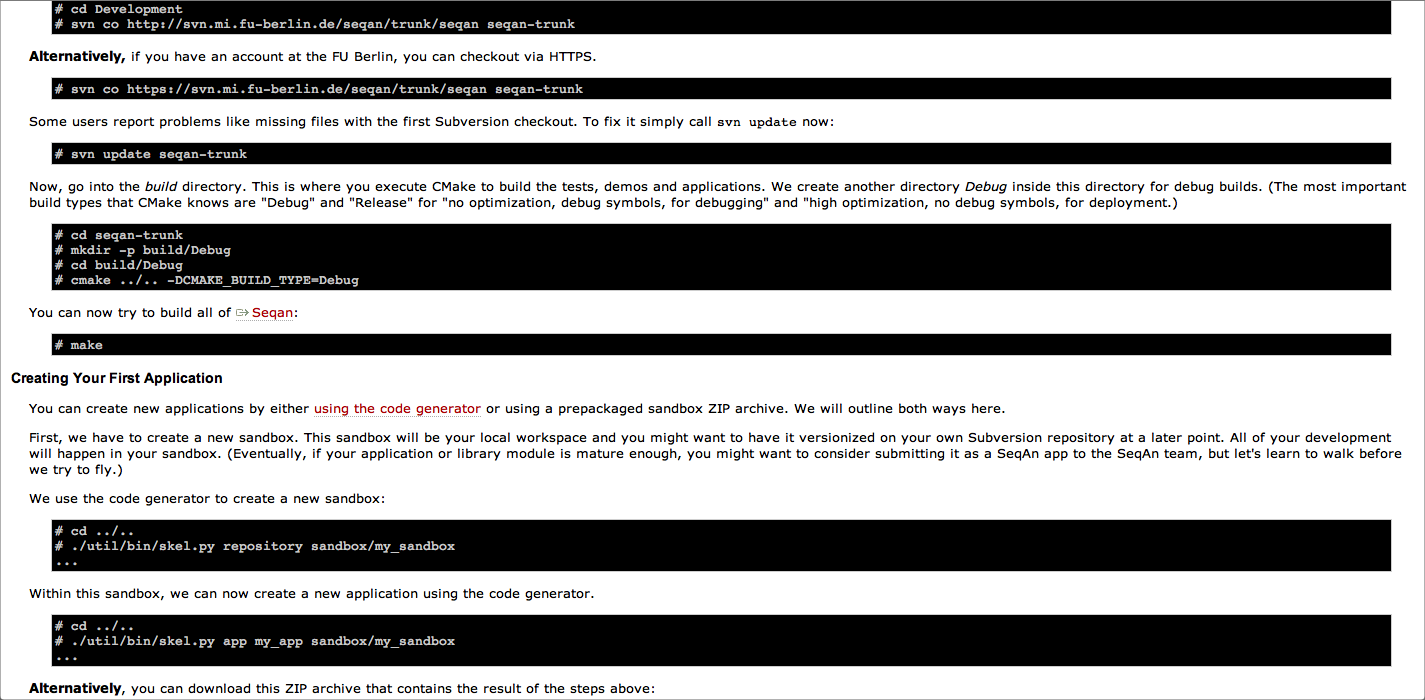 # cd Development
# svn co http://svn.mi.fu-berlin.de/seqan/trunk/seqan seqan-trunk
Alternatively, if you have an account at the FU Berlin, you can checkout via HTTPS.
# svn co https://svn.mi.fu-berlin.de/seqan/trunk/seqan seqan-trunk
Some users report problems like missing files with the first Subversion checkout. To fix it simply call svn update now:
# svn update seqan-trunk
Now, go into the build directory. This is where you execute CMake to build the tests, demos and applications. We create another directory Debug inside this directory for debug builds. (The most important
build types that CMake knows are "Debug" and "Release" for "no optimization, debug symbols, for debugging" and "high optimization, no debug symbols, for deployment.)
# cd seqan-trunk
# mkdir -p build/Debug
# cd build/Debug
# cmake ../.. -DCMAKE_BUILD_TYPE=Debug
You can now try to build all of Seqan:
# make
Creating Your First Application
You can create new applications by either using the code generator or using a prepackaged sandbox ZIP archive. We will outline both ways here.
First, we have to create a new sandbox. This sandbox will be your local workspace and you might want to have it versionized on your own Subversion repository at a later point. All of your development
will happen in your sandbox. (Eventually, if your application or library module is mature enough, you might want to consider submitting it as a SeqAn app to the SeqAn team, but let's learn to walk before
we try to fly.)
We use the code generator to create a new sandbox:
# cd ../..
# ./util/bin/skel.py repository sandbox/my_sandbox
...
Within this sandbox, we can now create a new application using the code generator.
# cd ../..
# ./util/bin/skel.py app my_app sandbox/my_sandbox
...
Alternatively, you can download this ZIP archive that contains the result of the steps above: